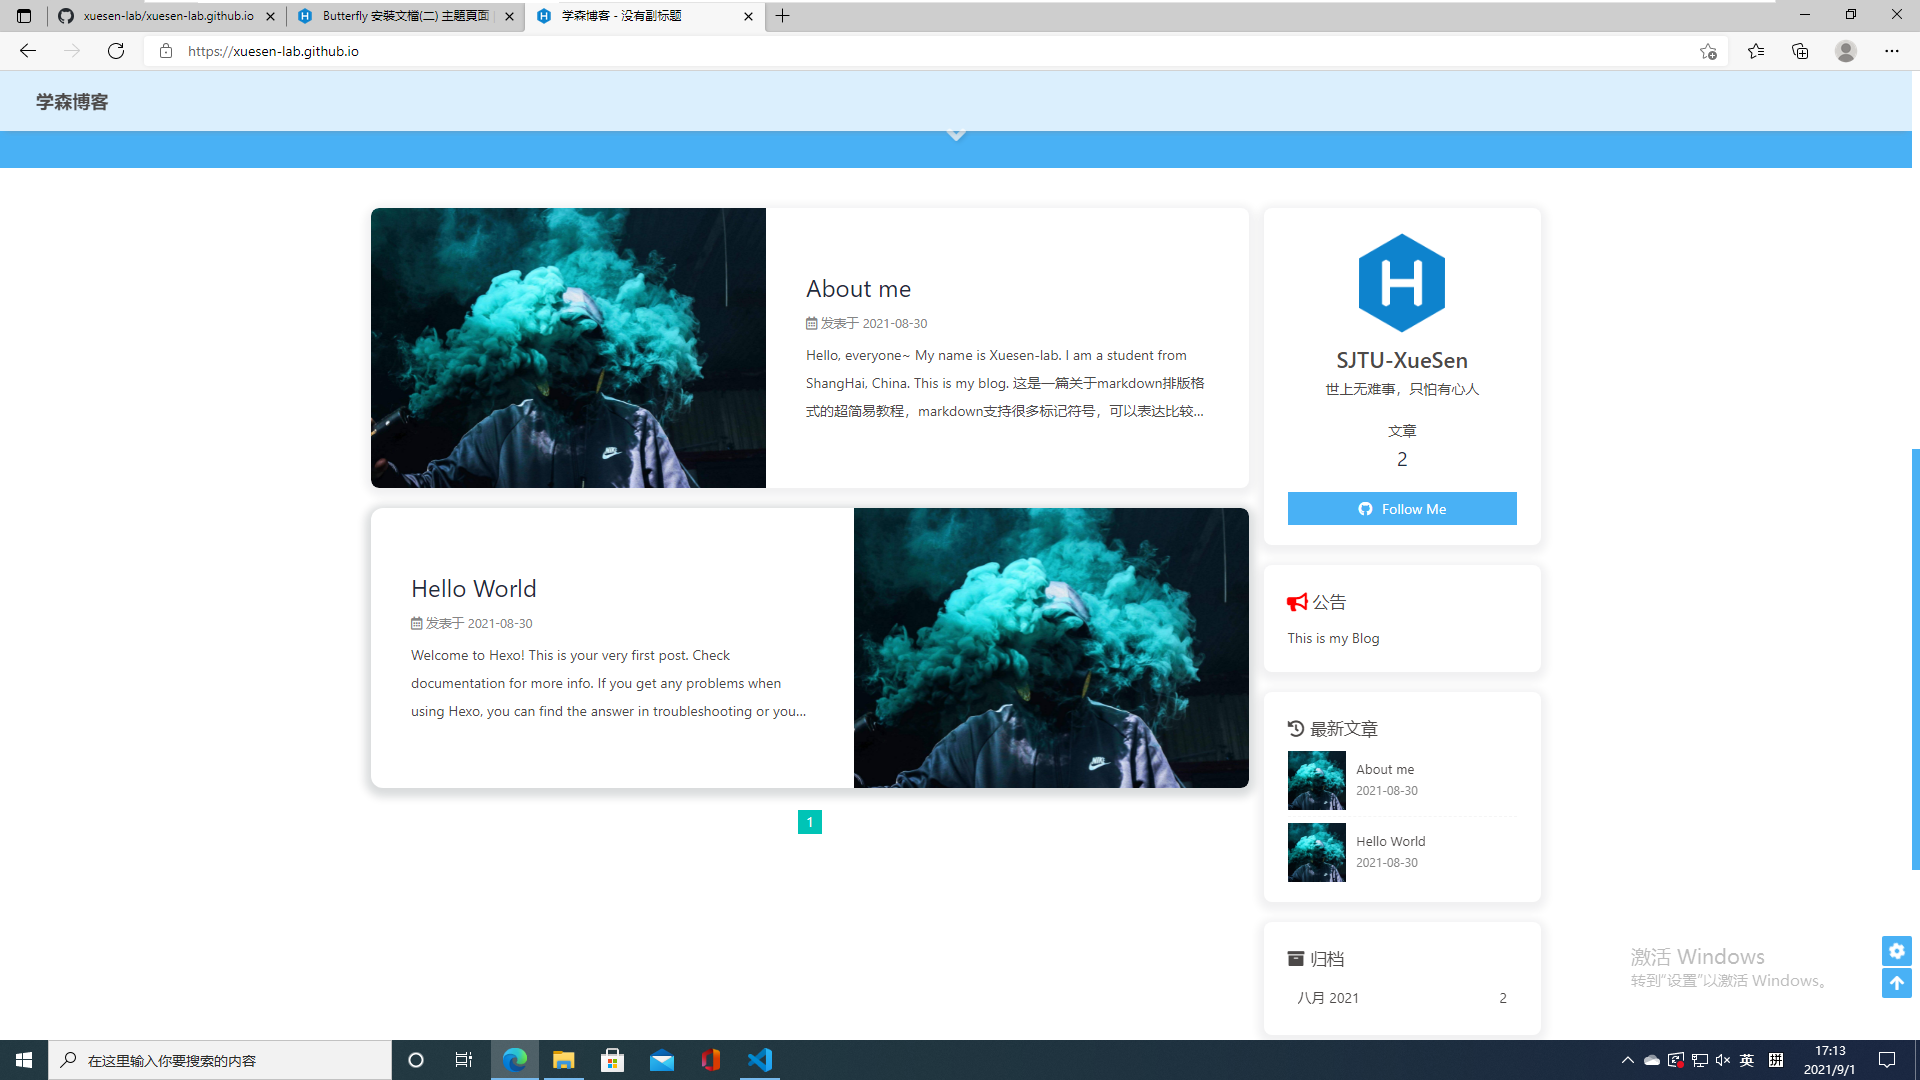 xuesen-lab/xuesen-lab.github.io
Butterfly 安裝文檔(二) 主題頁面
学森博客 - 没有副标题
https://xuesen-lab.github.io
学森博客
About me
发表于 2021-08-30
Hello, everyone~ My name is Xuesen-lab. I am a student from
ShangHai, China. This is my blog. 这是一篇关于markdown排版格
式的超简易教程，markdown支持很多标记符号，可以表达比较...
Hello World
发表于 2021-08-30
Welcome to Hexo! This is your very first post. Check
documentation for more info. If you get any problems when
using Hexo, you can find the answer in troubleshooting or you...
1
SJTU-XueSen
世上无难事，只怕有心人
文章
2
Follow Me
公告
This is my Blog
最新文章
About me
2021-08-30
Hello World
2021-08-30
归档
八月 2021 2
激活 Windows
转到“设置”以激活 Windows。
在这里输入你要搜索的内容
英
拼
17:13
2021/9/1